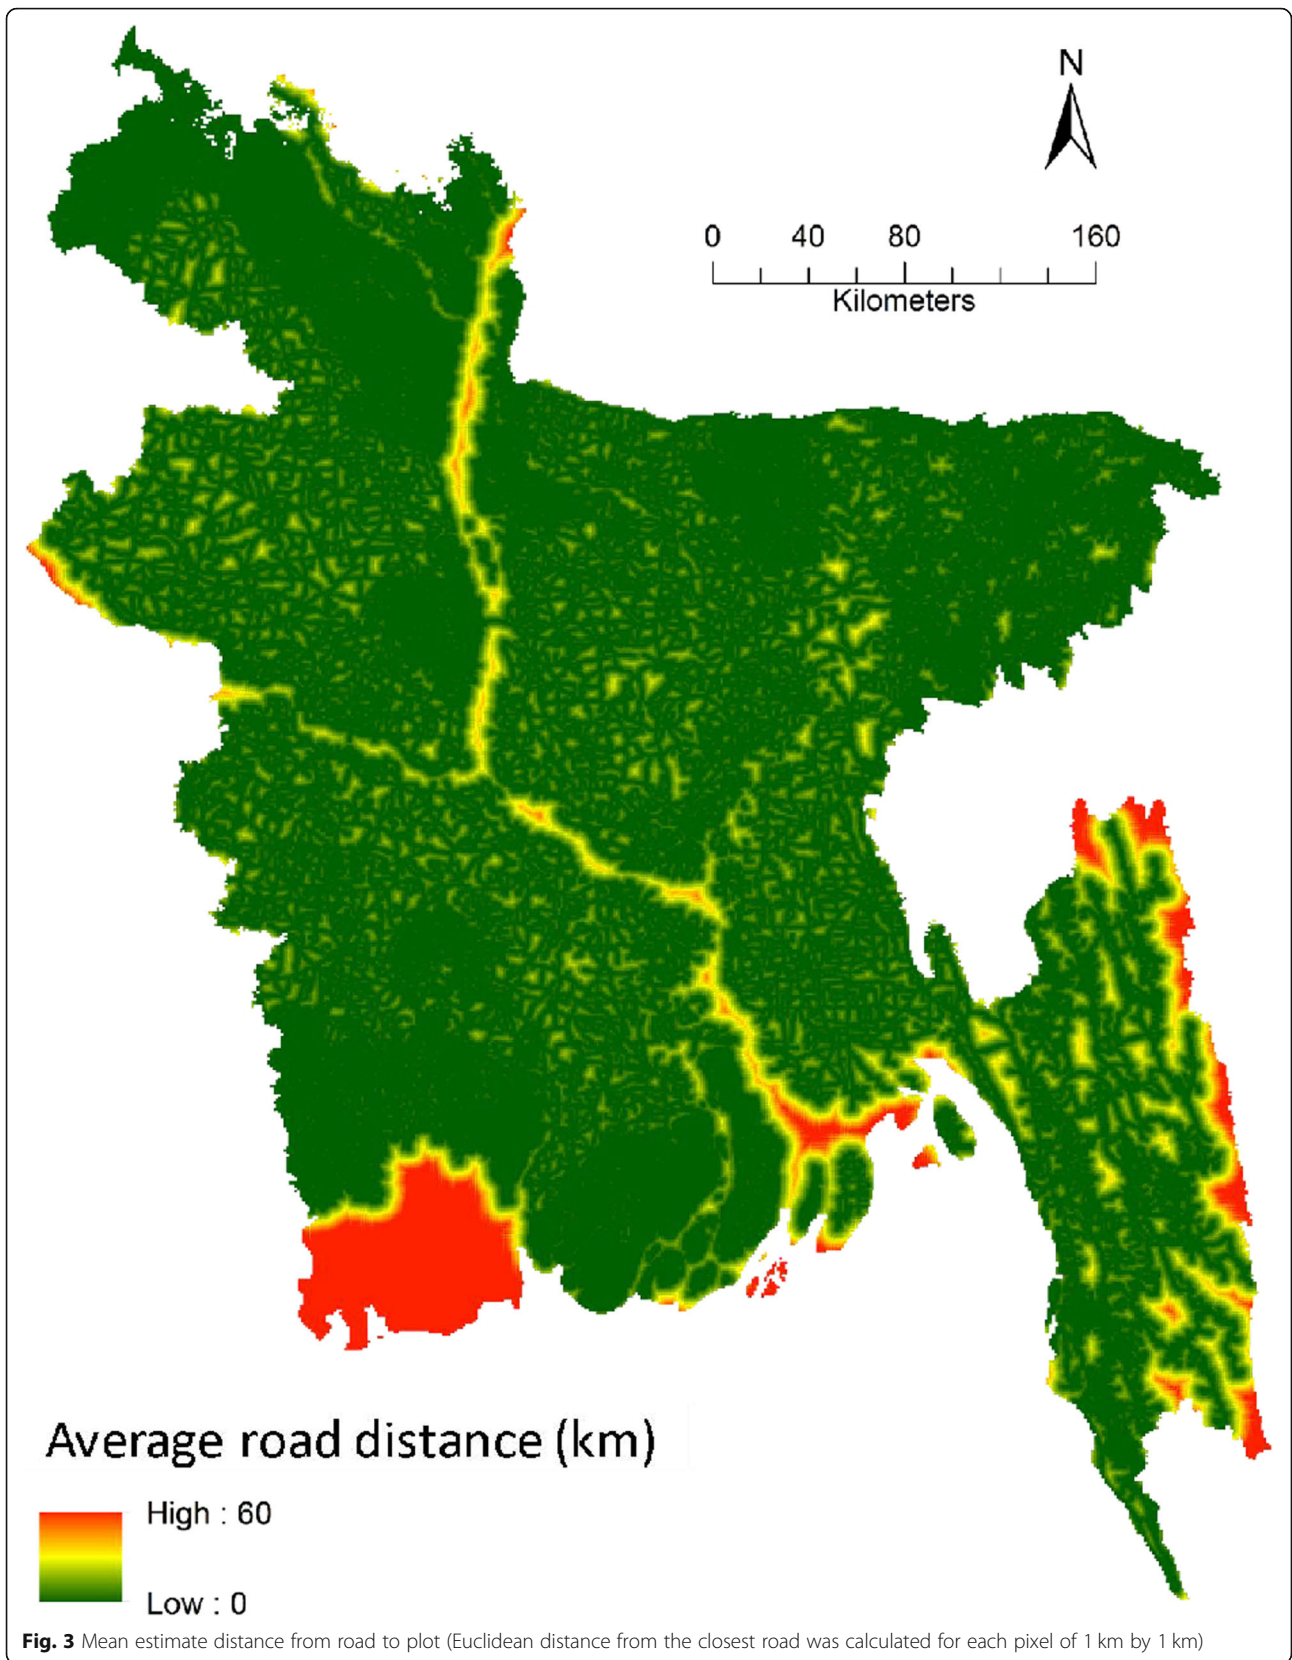 N
0 40 80 160
Kilometers
Average road distance (km)
High : 60
Low : 0
Fig. 3 Mean estimate distance from road to plot (Euclidean distance from the closest road was calculated for each pixel of 1 km by 1 km)